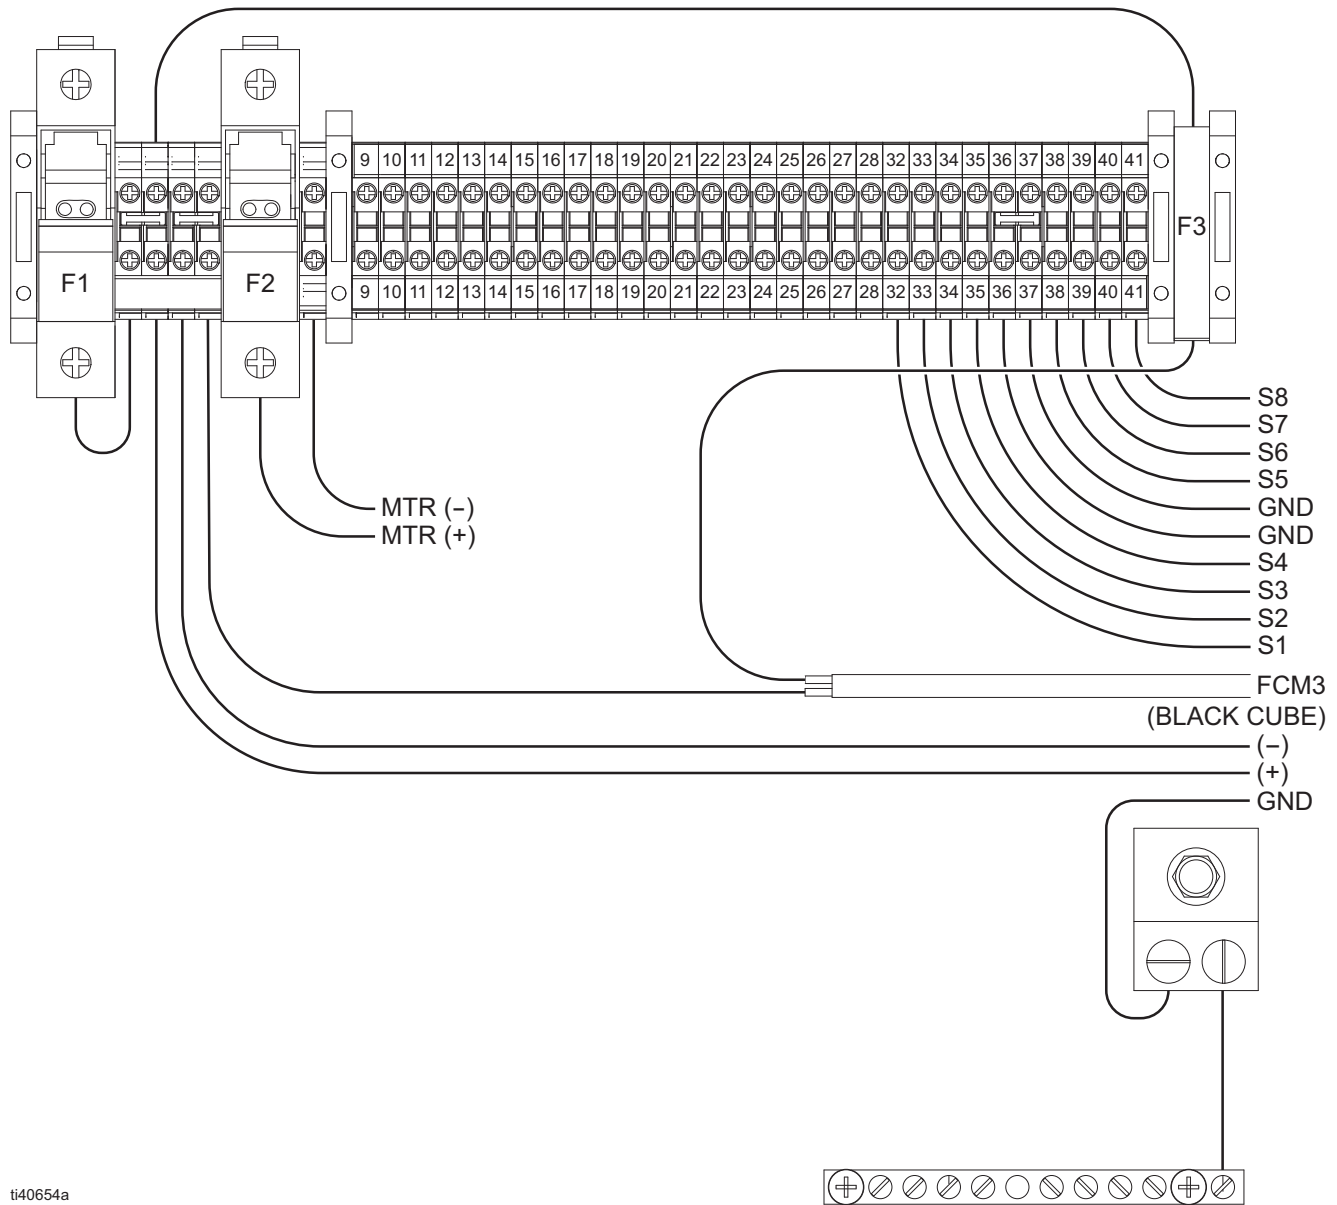 9 10 11 12 13 14 15 16 17 18 19 20 21 22 23 24 25 26 27 28 32 33 34 35 36 37 38 39 40 41
F3
F1
F2
9 10 11 12 13 14 15 16 17 18 19 20 21 22 23 24 25 26 27 28 32 33 34 35 36 37 38 39 40 41
S8
S7
S6
S5
MTR (–)
GND
MTR (+)
GND
S4
S3
S2
S1
FCM3
(BLACK CUBE)
(–)
(+)
GND
ti40654a